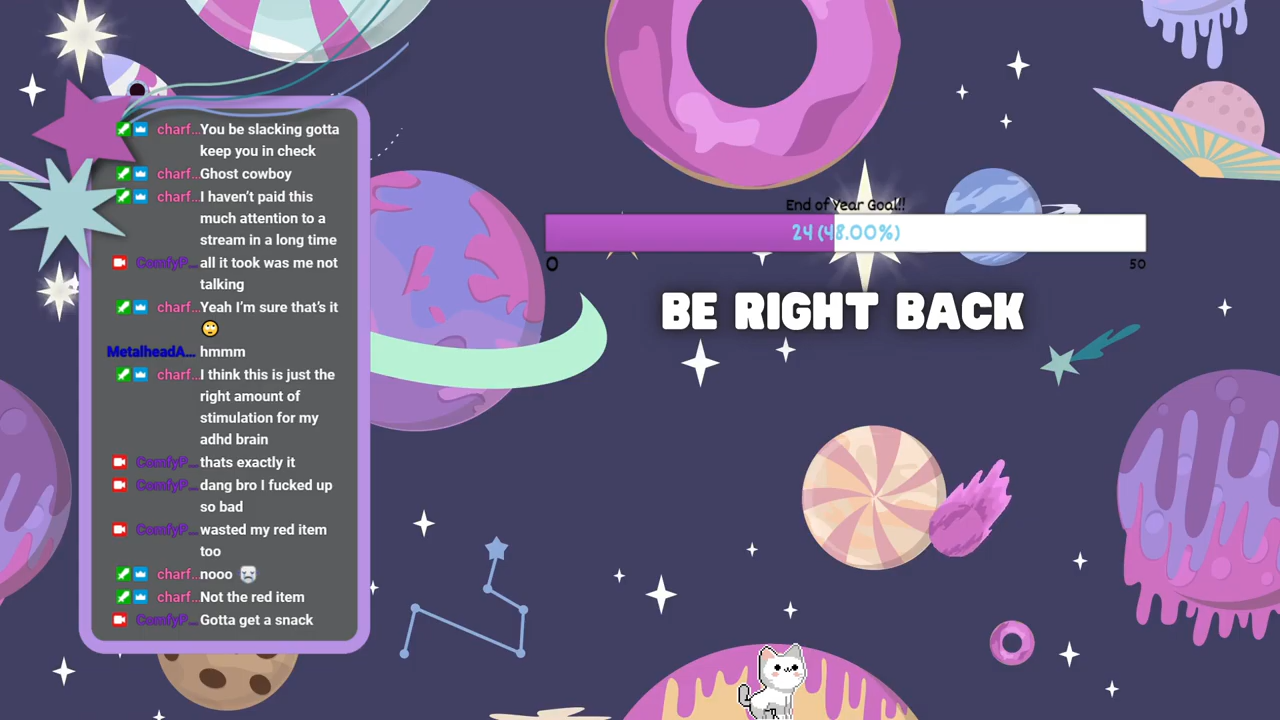 charf...You be slacking gotta
keep you in check
charf...Ghost cowboy
charf...I haven't paid this
much attention to a
stream in a long time
ComfyP...all it took was me not
talking
charf...Yeah I'm sure that's it
🙄
MetalheadA... hmmm
charf...I think this is just the
right amount of
stimulation for my
adhd brain
ComfyP...thats exactly it
ComfyP...dang bro I fucked up
so bad
ComfyP...wasted my red item
too
charf...nooo
charf...Not the red item
ComfyP...Gotta get a snack
End of Year Goal!!
24 (48.00%)
0
50
BE RIGHT BACK